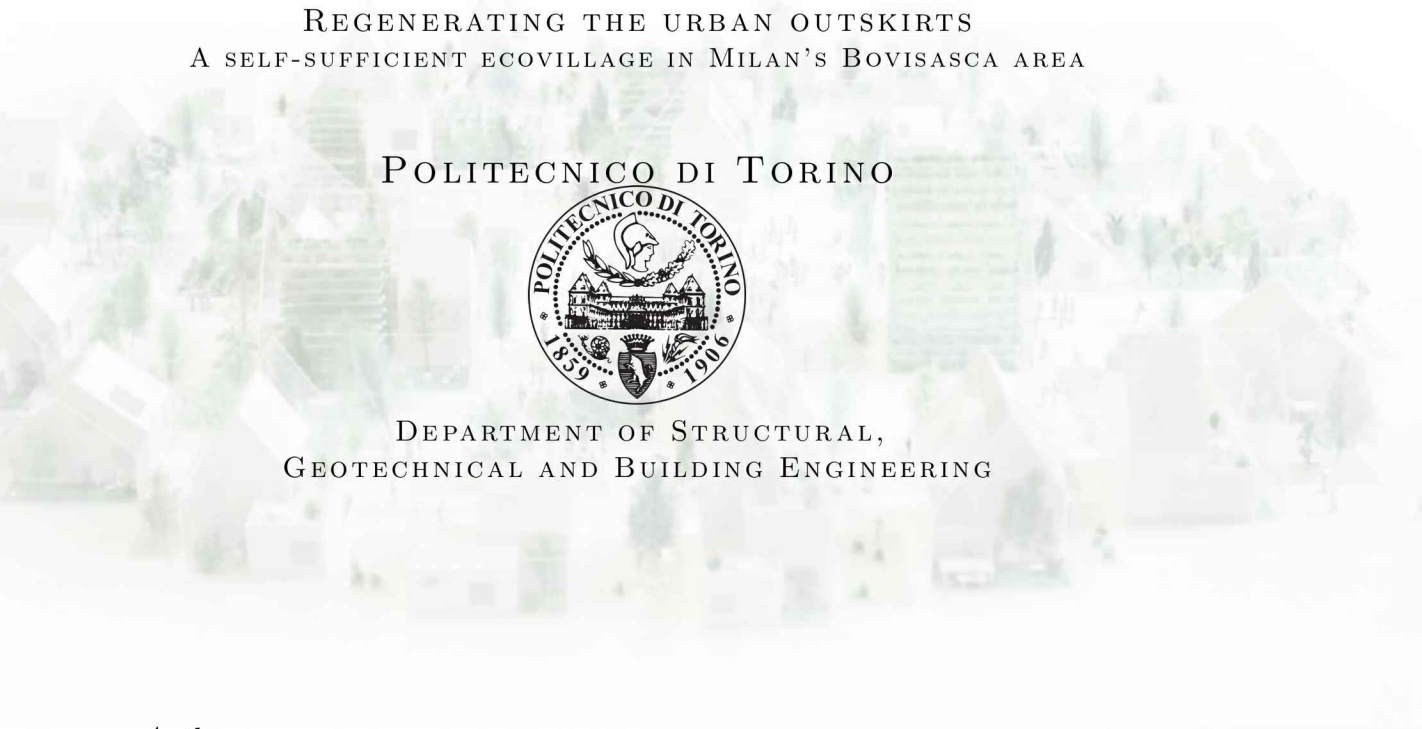 Regenerating the urban outskirts
A self-sufficient ecovillage in Milan's Bovisasca area
Politecnico di Torino
POLITECNICO DI TORINO
1859 1906
Department of Structural,
Geotechnical and Building Engineering